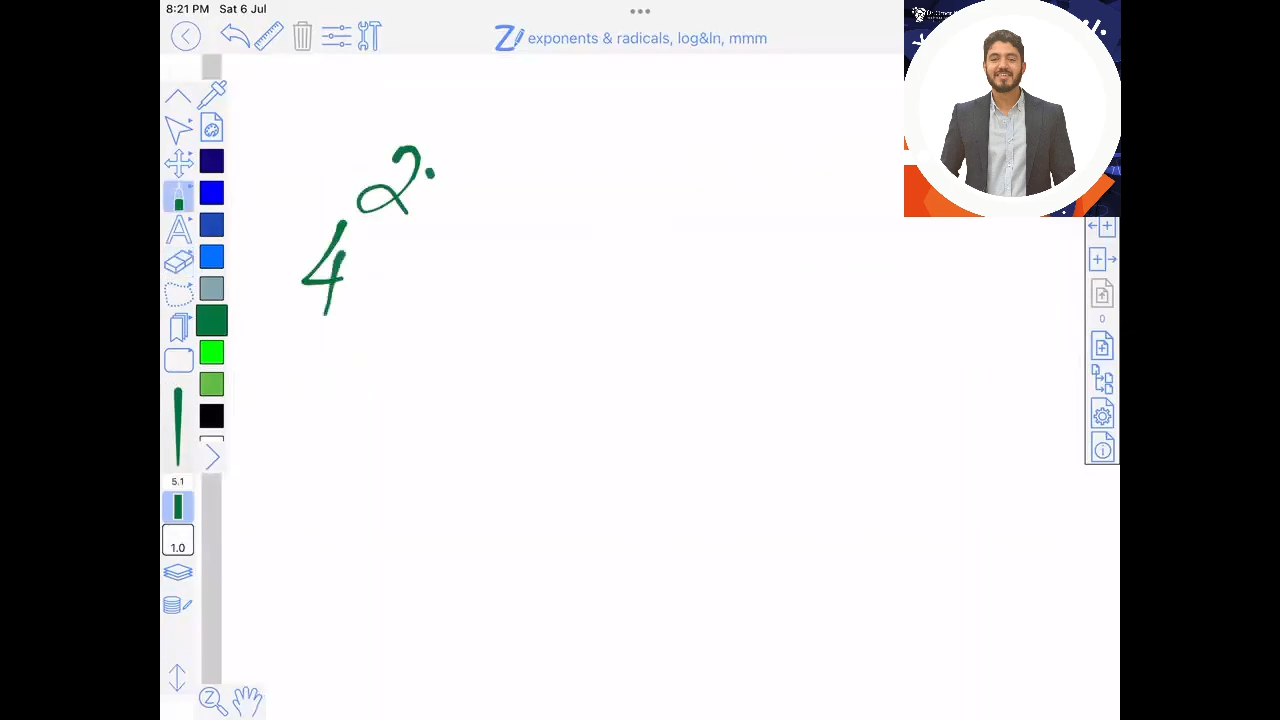 8:21 PM Sat 6 Jul
exponents & radicals, log&ln, mmm
4^2.
0
5.1
1.0